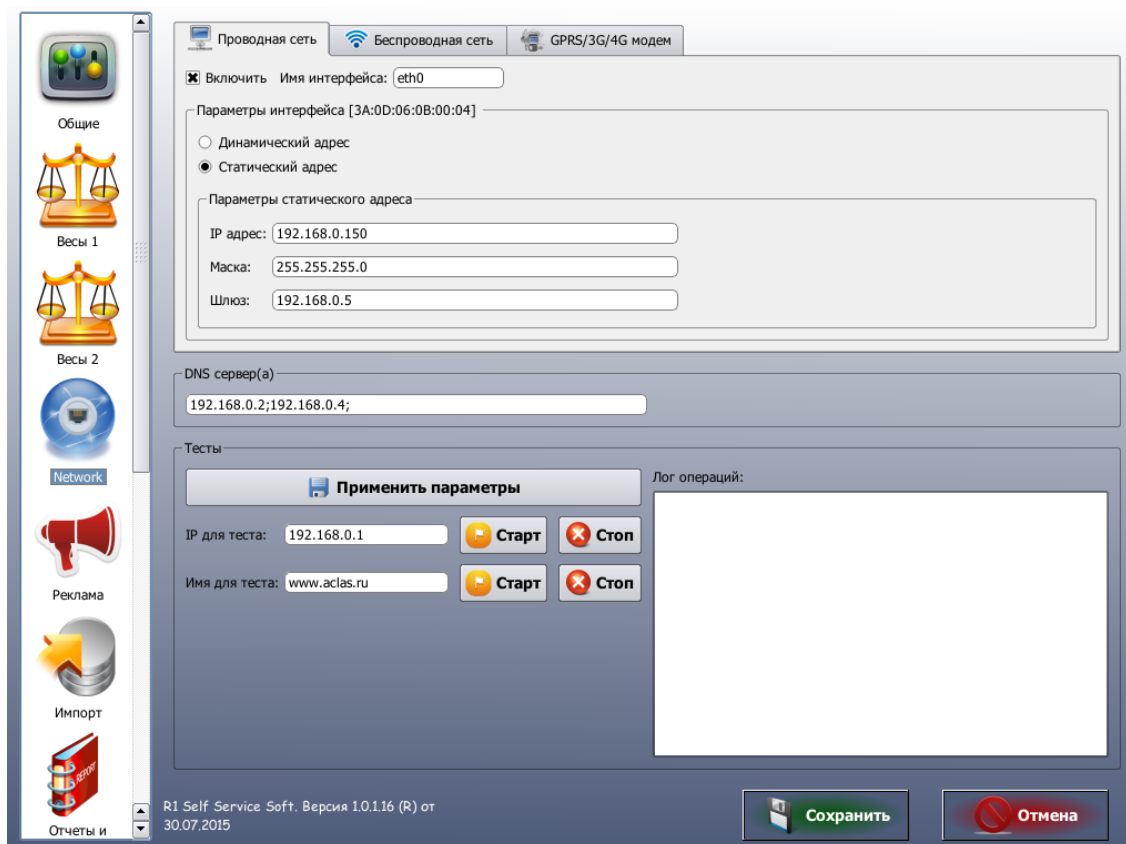 Общие
Весы 1
Весы 2
Network
Реклама
Импорт
REPORT
Отчеты и
Проводная сеть
Беспроводная сеть
GPRS/3G/4G модем
Включить Имя интерфейса: eth0
Параметры интерфейса [3A:0D:06:0B:00:04]
Динамический адрес
Статический адрес
Параметры статического адреса
IP адрес: 192.168.0.150
Маска: 255.255.255.0
Шлюз: 192.168.0.5
DNS сервер(а)
192.168.0.2;192.168.0.4;
Тесты
Применить параметры
Лог операций:
IP для теста: 192.168.0.1 Старт Стоп
Имя для теста: www.aclas.ru Старт Стоп
R1 Self Service Soft. Версия 1.0.1.16 (R) от
30.07.2015
Сохранить
Отмена